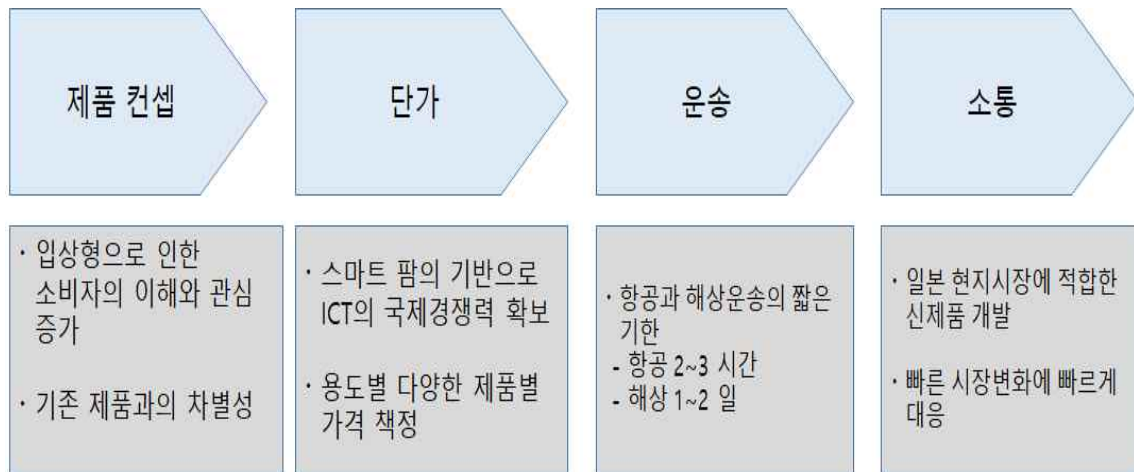 제품 컨셉
단가
운송
소통
· 입상형으로 인한
소비자의 이해와 관심
증가
· 기존 제품과의 차별성
· 스마트 팜의 기반으로
ICT의 국제경쟁력 확보
· 용도별 다양한 제품별
가격 책정
· 항공과 해상운송의 짧은
기한
- 항공 2~3 시간
- 해상 1~2 일
· 일본 현지시장에 적합한
신제품 개발
· 빠른 시장변화에 빠르게
대응